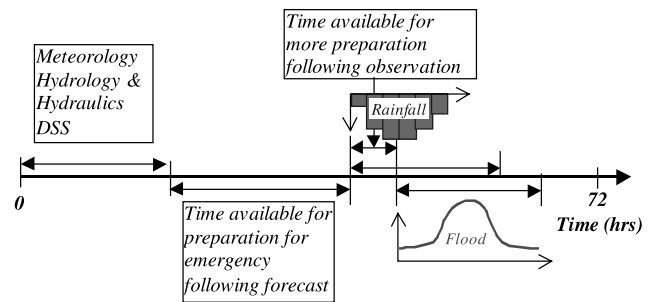 Time available for
more preparation
following observation
Meteorology
Hydrology &
Hydraulics
DSS
Rainfall
0
72
Time (hrs)
Time available for
preparation for
emergency
following forecast
Flood